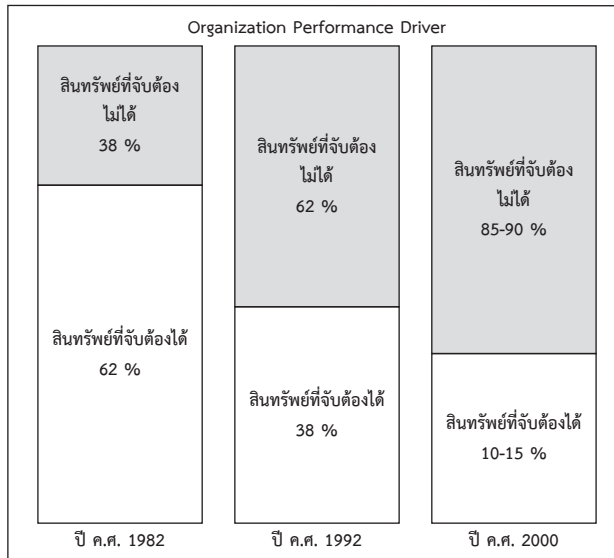 Organization Performance Driver
สินทรัพย์ที่จับต้อง
ไม่ได้
38 %
สินทรัพย์ที่จับต้องได้
62 %
ปี ค.ศ. 1982
สินทรัพย์ที่จับต้อง
ไม่ได้
62 %
สินทรัพย์ที่จับต้องได้
38 %
ปี ค.ศ. 1992
สินทรัพย์ที่จับต้อง
ไม่ได้
85-90 %
สินทรัพย์ที่จับต้องได้
10-15 %
ปี ค.ศ. 2000